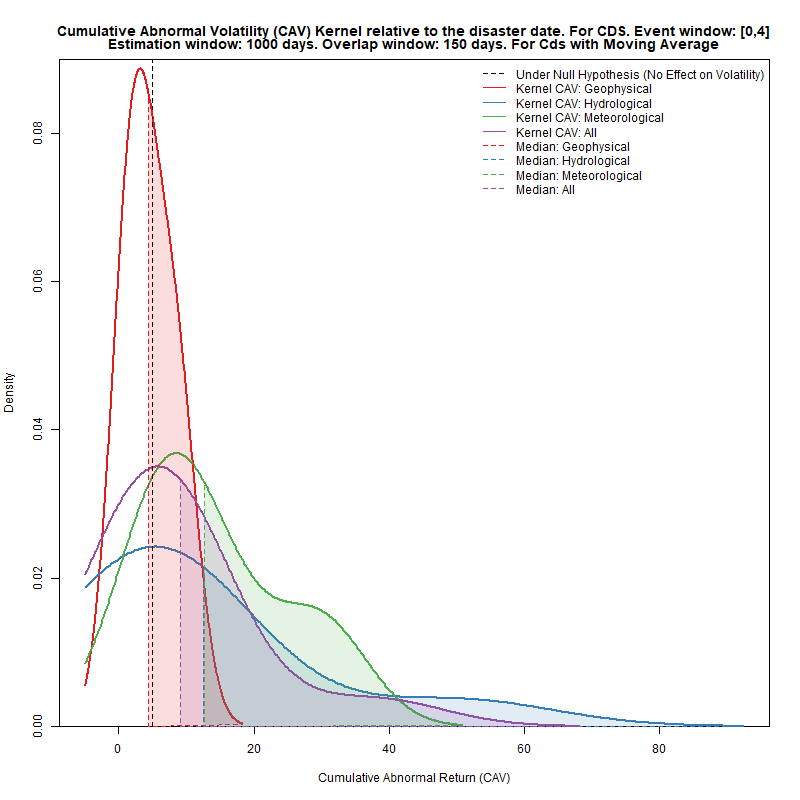 Cumulative Abnormal Volatility (CAV) Kernel relative to the disaster date. For CDS. Event window: [0,4]
Estimation window: 1000 days. Overlap window: 150 days. For Cds with Moving Average
Under Null Hypothesis (No Effect on Volatility)
Kernel CAV: Geophysical
Kernel CAV: Hydrological
Kernel CAV: Meteorological
Kernel CAV: All
Median: Geophysical
Median: Hydrological
Median: Meteorological
Median: All
Density
0.08
0.06
0.04
0.02
0.00
0
20
40
60
80
Cumulative Abnormal Return (CAV)